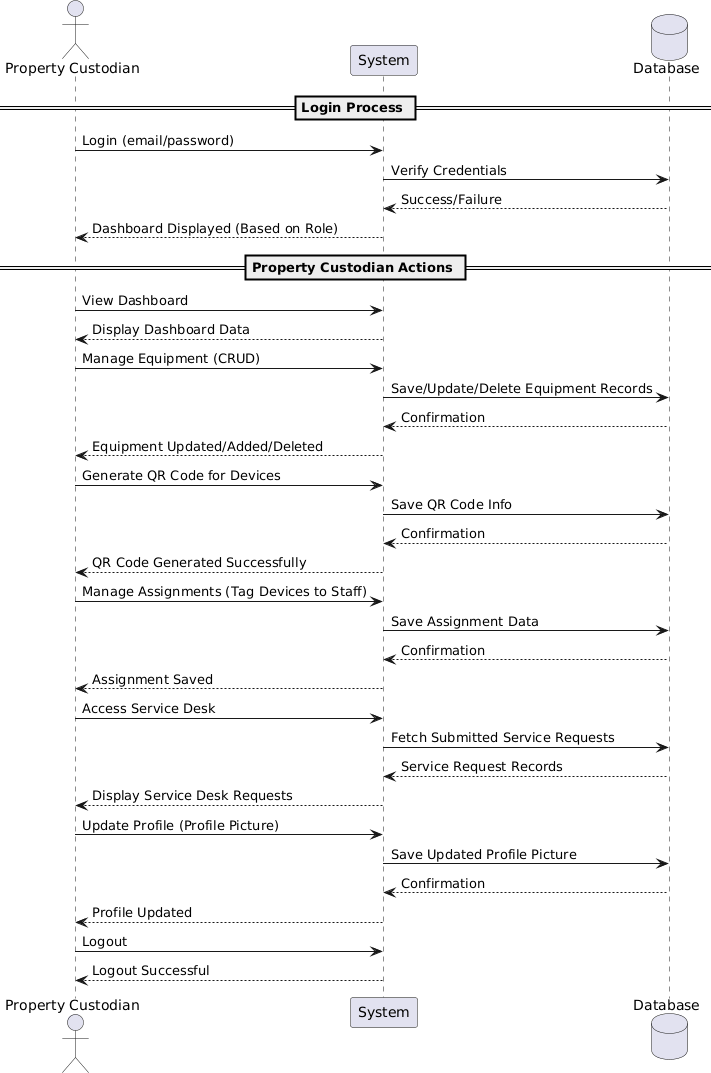 Property Custodian
System
Database
Login Process
Login (email/password)
Verify Credentials
Success/Failure
Dashboard Displayed (Based on Role)
Property Custodian Actions
View Dashboard
Display Dashboard Data
Manage Equipment (CRUD)
Save/Update/Delete Equipment Records
Confirmation
Equipment Updated/Added/Deleted
Generate QR Code for Devices
Save QR Code Info
Confirmation
QR Code Generated Successfully
Manage Assignments (Tag Devices to Staff)
Save Assignment Data
Confirmation
Assignment Saved
Access Service Desk
Fetch Submitted Service Requests
Service Request Records
Display Service Desk Requests
Update Profile (Profile Picture)
Save Updated Profile Picture
Confirmation
Profile Updated
Logout
Logout Successful
Property Custodian
System
Database